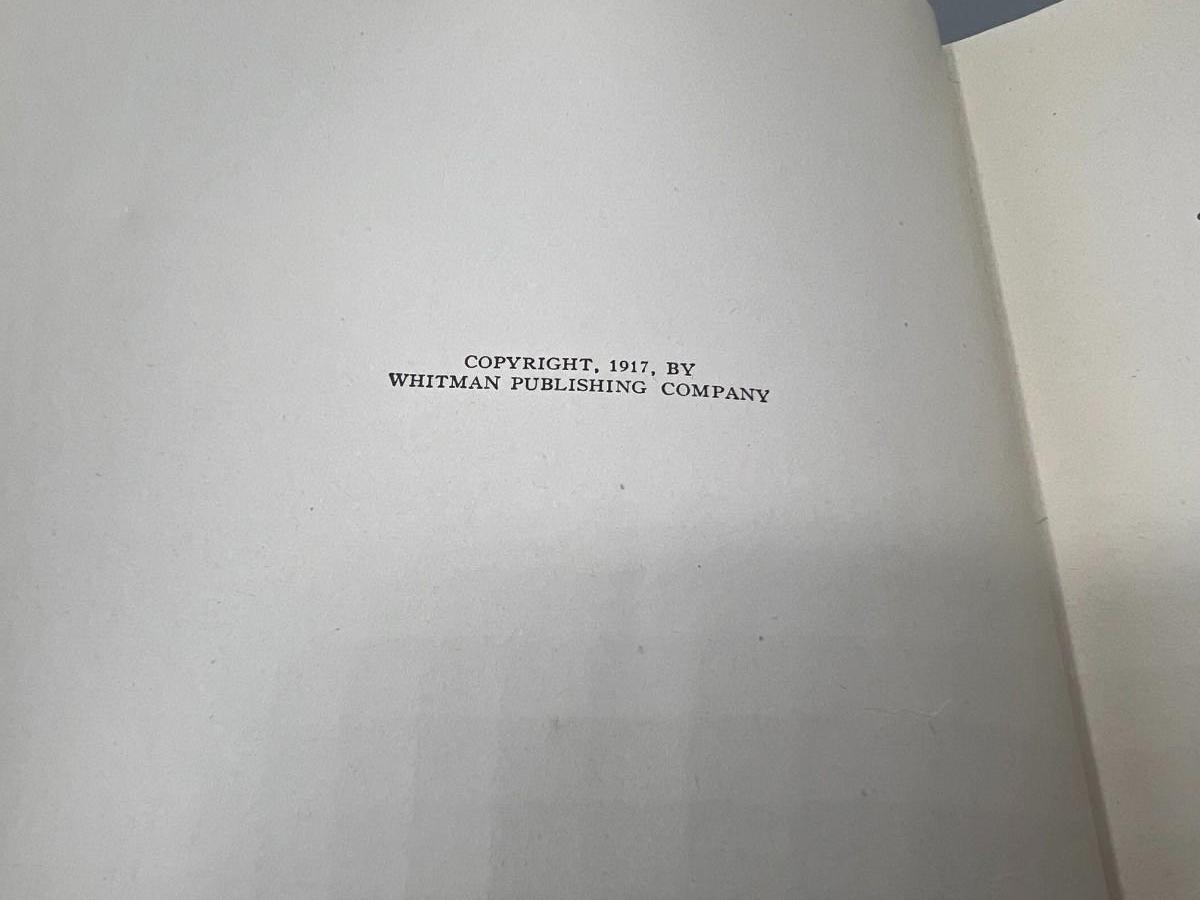 COPYRIGHT, 1917, BY
WHITMAN PUBLISHING COMPANY